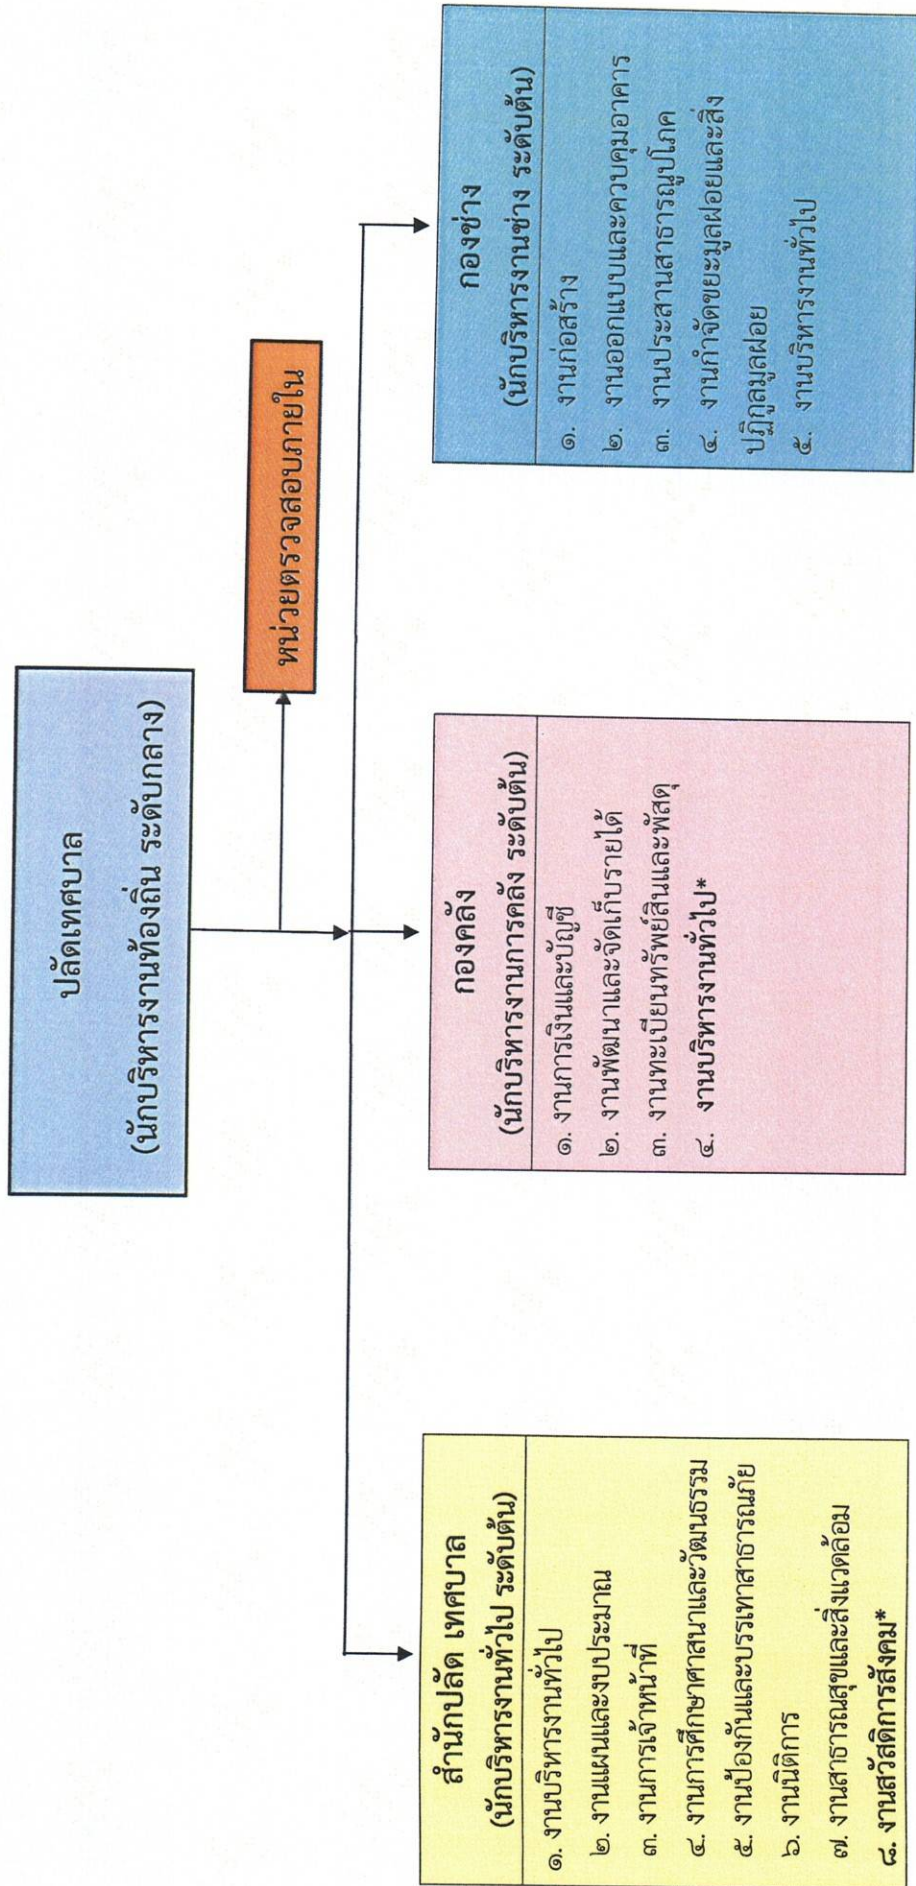 ปลัดเทศบาล
(นักบริหารงานท้องถิ่น ระดับกลาง)
หน่วยตรวจสอบภายใน
สำนักปลัด เทศบาล
(นักบริหารงานทั่วไป ระดับต้น)
๑. งานบริหารงานทั่วไป
๒. งานแผนและงบประมาณ
๓. งานการเจ้าหน้าที่
๔. งานการศึกษาศาสนาและวัฒนธรรม
๕. งานป้องกันและบรรเทาสาธารณภัย
๖. งานนิติการ
๗. งานสาธารณสุขและสิ่งแวดล้อม
๘. งานสวัสดิการสังคม*
กองคลัง
(นักบริหารงานการคลัง ระดับต้น)
๑. งานการเงินและบัญชี
๒. งานพัฒนาและจัดเก็บรายได้
๓. งานทะเบียนทรัพย์สินและพัสดุ
๔. งานบริหารงานทั่วไป*
กองช่าง
(นักบริหารงานช่าง ระดับต้น)
๑. งานก่อสร้าง
๒. งานออกแบบและควบคุมอาคาร
๓. งานประสานสาธารณูปโภค
๔. งานกำจัดขยะมูลฝอยและสิ่ง
ปฏิกูลมูลฝอย
๕. งานบริหารงานทั่วไป